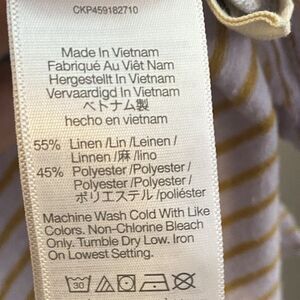 CKP459182710
Made In Vietnam
Fabriqué Au Viêt Nam
Hergestellt In Vietnam
Vervaardigd In Vietnam
ベトナム製
hecho en vietnam
55% Linen /Lin /Leinen /
Linnen /麻 /lino
45% Polyester /Polyester /
Polyester /Polyester /
ポリエステル /poliéster
Machine Wash Cold With Like
Colors. Non-Chlorine Bleach
Only. Tumble Dry Low. Iron
On Lowest Setting.
30